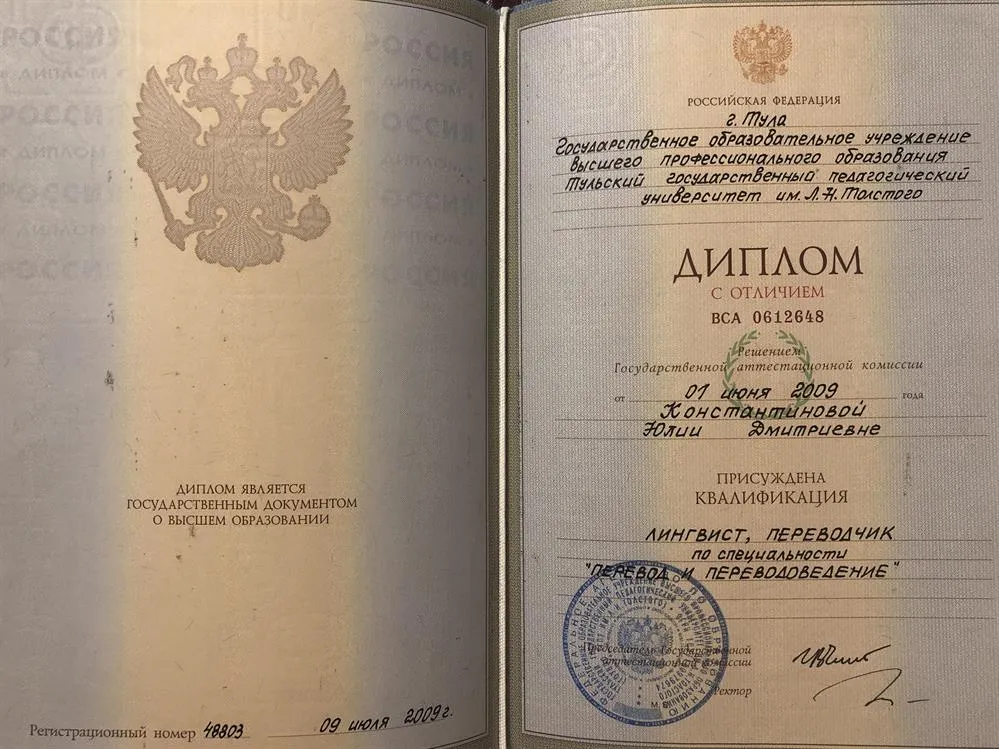 ДИПЛОМ ЯВЛЯЕТСЯ
ГОСУДАРСТВЕННЫМ ДОКУМЕНТОМ
О ВЫСШЕМ ОБРАЗОВАНИИ
Регистрационный номер 48803 09 июля 2009г.
РОССИЙСКАЯ ФЕДЕРАЦИЯ
г. Тула
Государственное образовательное учреждение
высшего профессионального образования
Тульский государственный педагогический
университет им. Л.Н. Толстого
ДИПЛОМ
С ОТЛИЧИЕМ
ВСА 0612648
Решением
Государственной аттестационной комиссии
от 01 июня 2009 года
Константиновой
Юлии Дмитриевне
ПРИСУЖДЕНА
КВАЛИФИКАЦИЯ
ЛИНГВИСТ, ПЕРЕВОДЧИК
по специальности
"ПЕРЕВОД И ПЕРЕВОДОВЕДЕНИЕ"
Председатель Государственной
аттестационной комиссии
Ректор